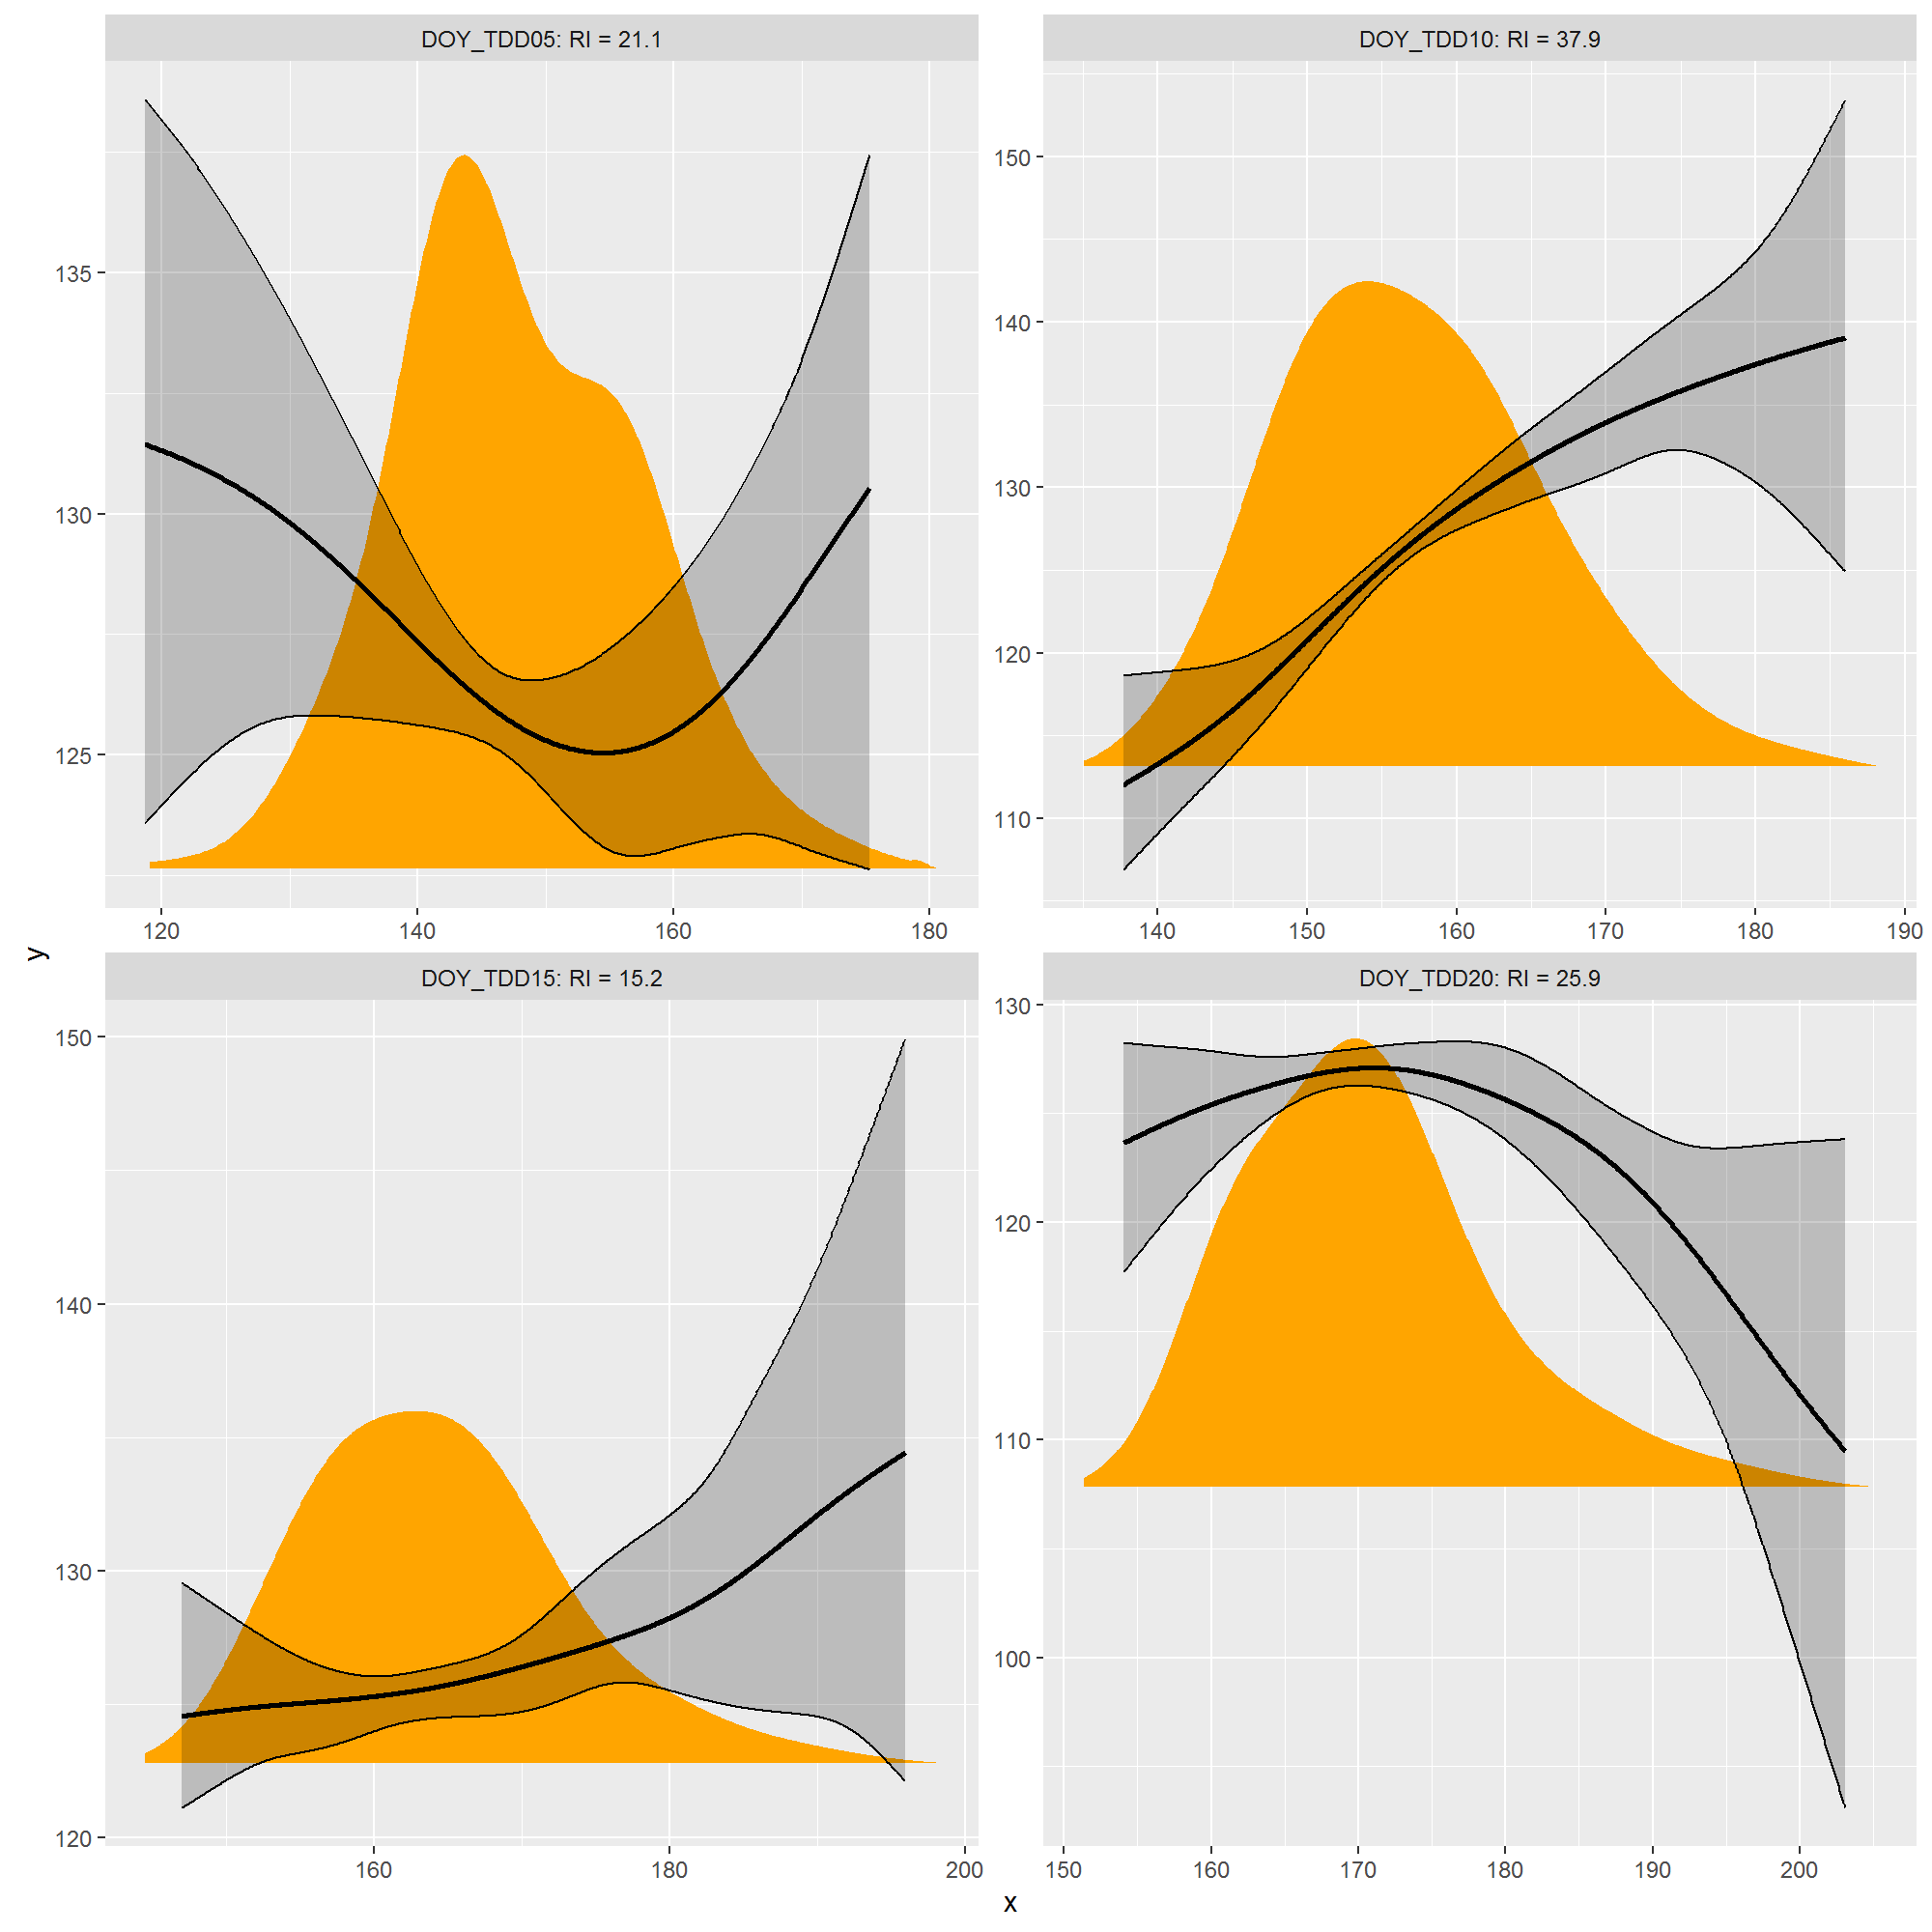 DOY_TDD05: RI = 21.1
DOY_TDD10: RI = 37.9
135
130
125
120 140 160 180
150
140
130
120
110
140 150 160 170 180 190
y
DOY_TDD15: RI = 15.2
DOY_TDD20: RI = 25.9
150
140
130
120
160 180 200
130
120
110
100
150 160 170 180 190 200
x